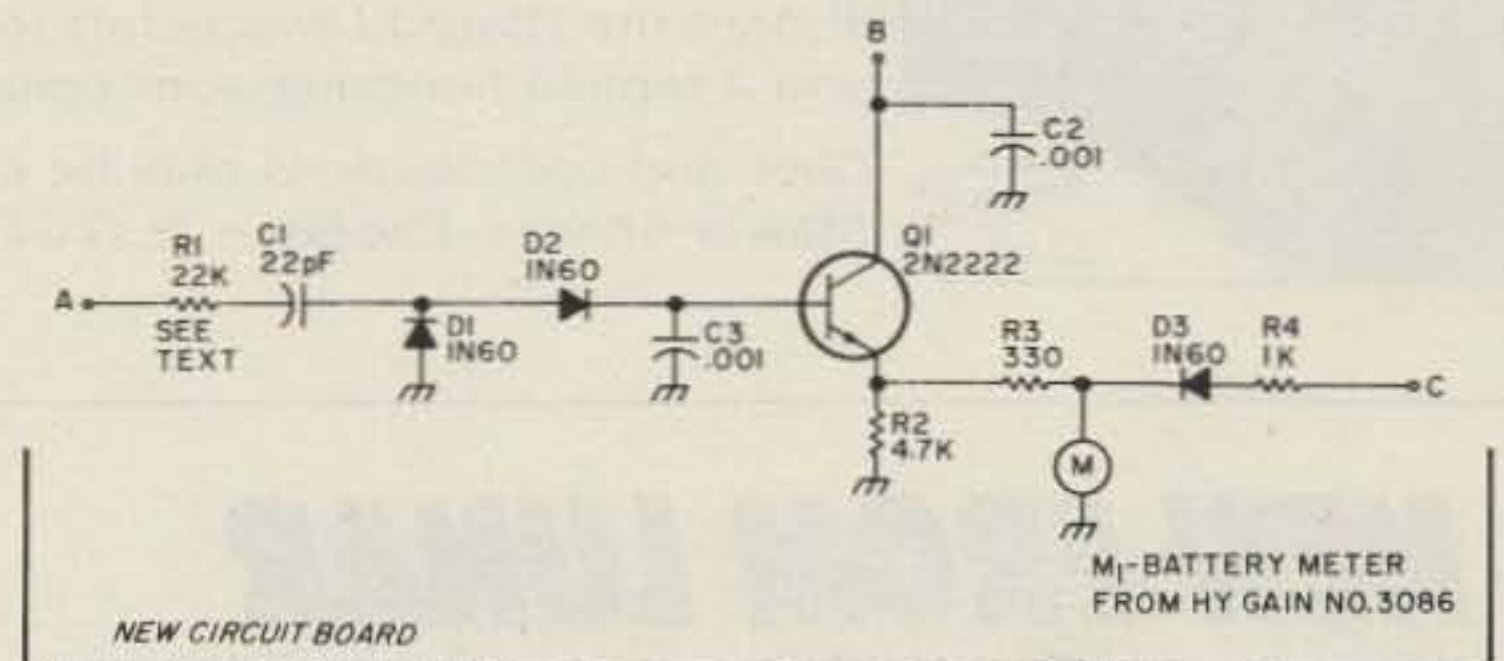 B
C2
.001
Q1
2N2222
R1
22K
SEE
TEXT
C1
22pF
D2
IN60
A
D1
IN60
C3
.001
R3
330
D3
IN60
R4
1K
C
R2
4.7K
M
M1-BATTERY METER
FROM HY GAIN NO.3086
NEW CIRCUIT BOARD